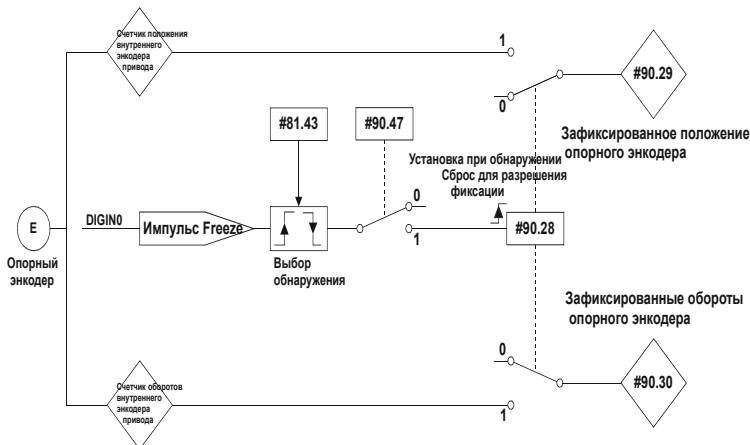 Счетчик положения
внутреннего
энкодера
привода
1
0
#90.29
Зафиксированное положение
опорного энкодера
#81.43
#90.47
Установка при обнаружении
Сброс для разрешения
фиксации
E
Опорный
энкодер
DIGIN0
Импульс Freeze
Выбор
обнаружения
0
1
#90.28
Зафиксированные обороты
опорного энкодера
0
1
#90.30
Счетчик оборотов
внутреннего
энкодера
привода